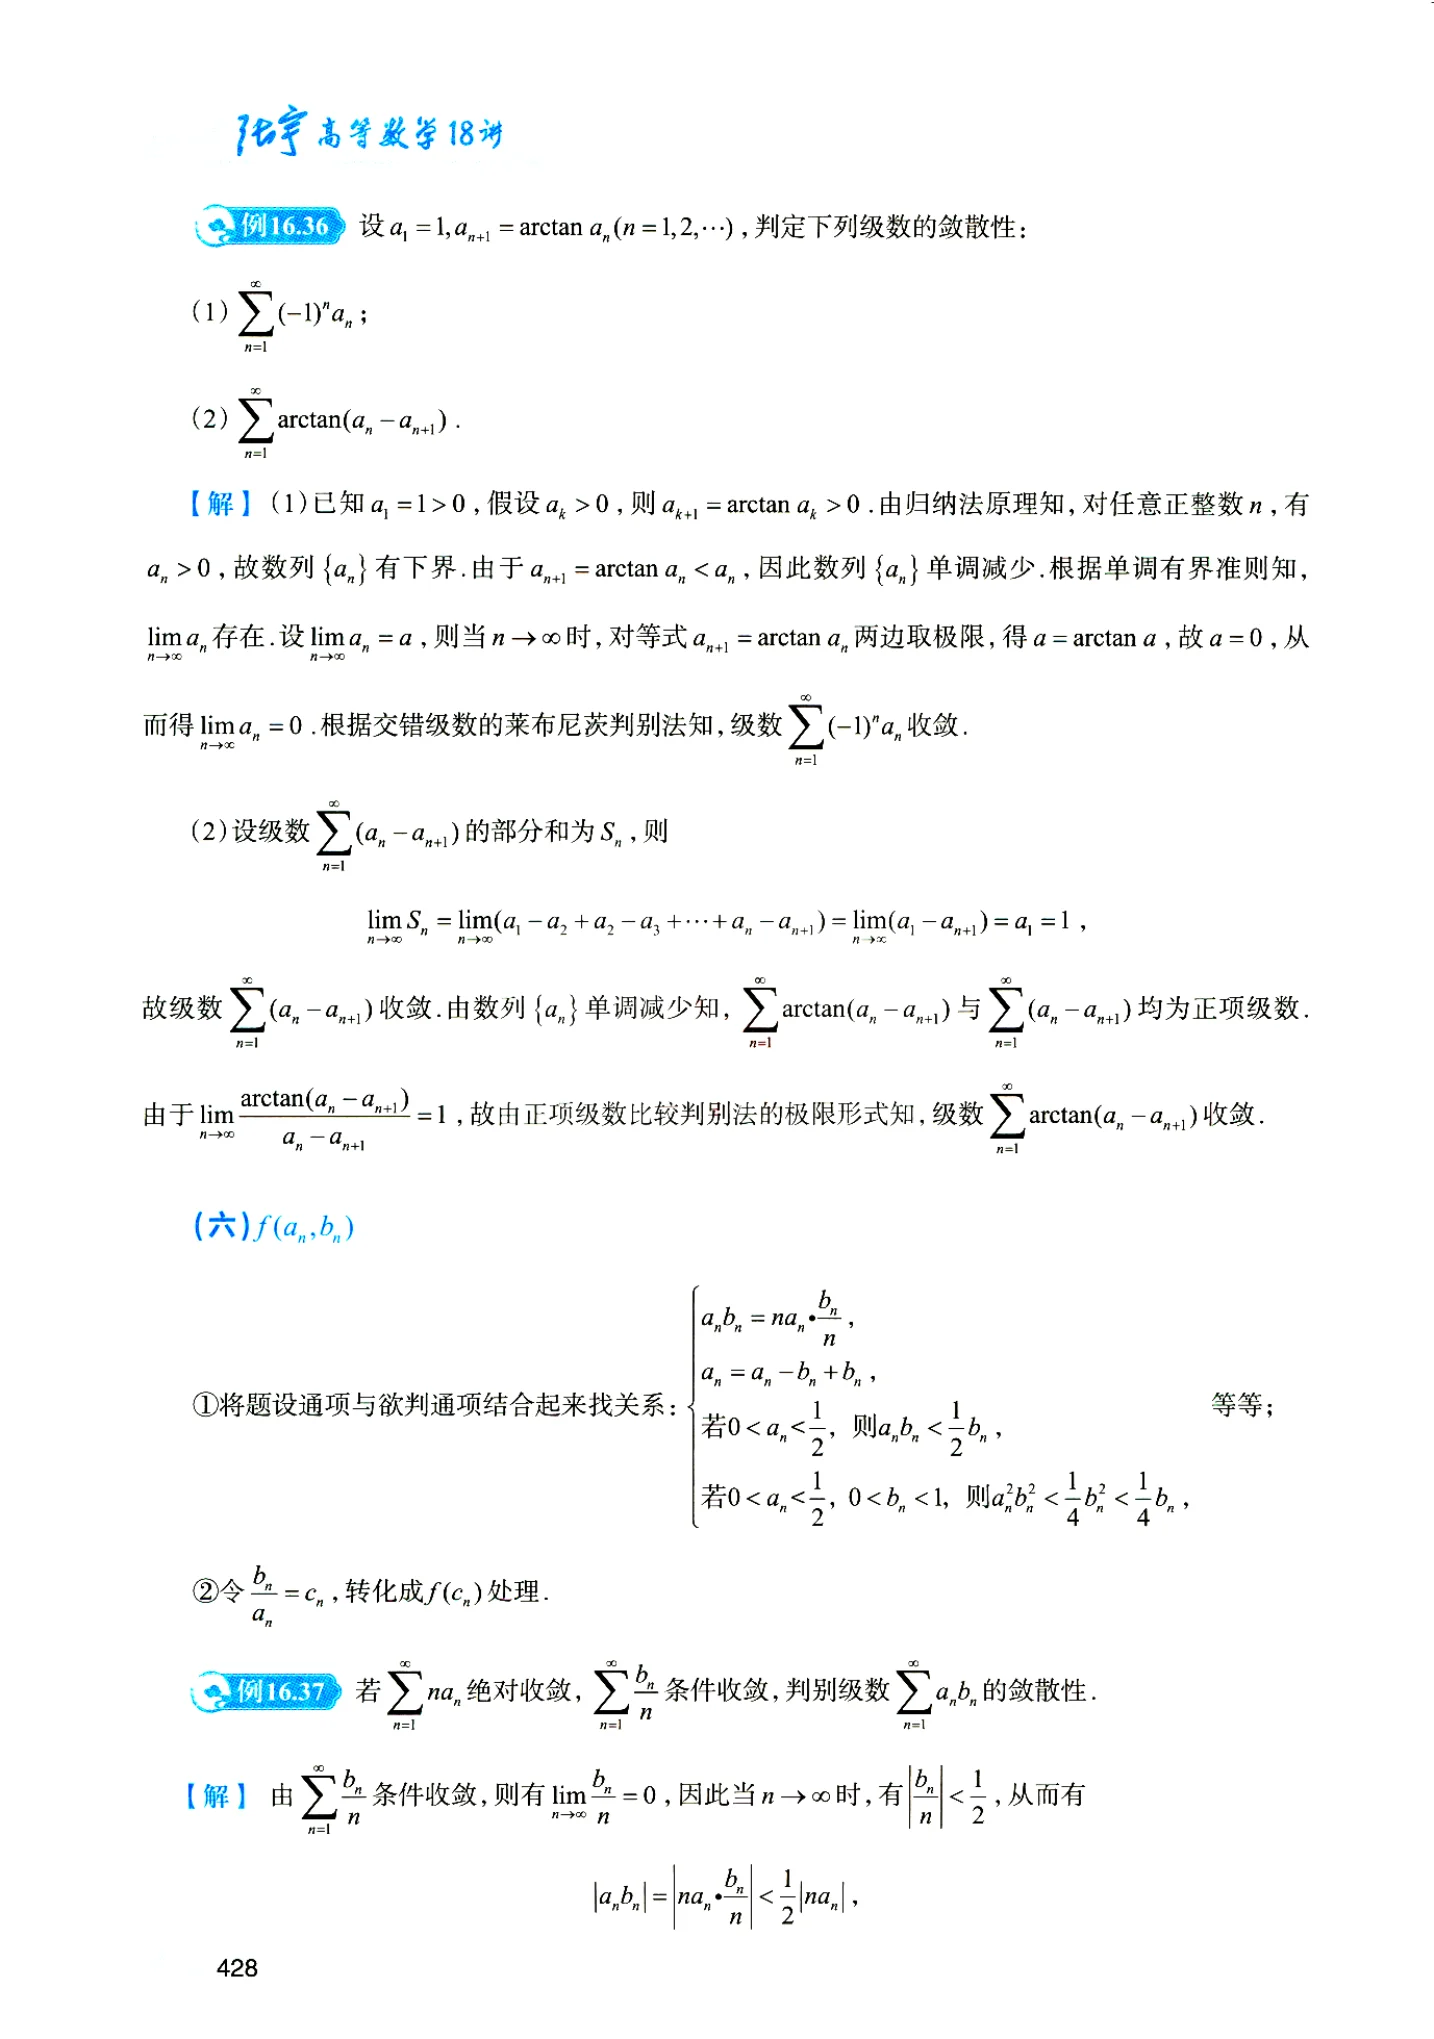 张宇高等数学18讲
例16.36 设 $a_1=1,a_{n+1}=\arctan a_n(n=1,2,\cdots)$,判定下列级数的敛散性:
(1) $\sum_{n=1}^{\infty}(-1)^n a_n$;
(2) $\sum_{n=1}^{\infty}\arctan(a_n-a_{n+1})$.
【解】(1)已知 $a_1=1>0$,假设 $a_k>0$,则 $a_{k+1}=\arctan a_k>0$.由归纳法原理知,对任意正整数 $n$,有
$a_n>0$,故数列 $\{a_n\}$ 有下界.由于 $a_{n+1}=\arctan a_n<a_n$,因此数列 $\{a_n\}$ 单调减少.根据单调有界准则知,
$\lim_{n\to\infty}a_n$ 存在.设 $\lim_{n\to\infty}a_n=a$,则当 $n\to\infty$ 时,对等式 $a_{n+1}=\arctan a_n$ 两边取极限,得 $a=\arctan a$,故 $a=0$,从
而得 $\lim_{n\to\infty}a_n=0$.根据交错级数的莱布尼茨判别法知,级数 $\sum_{n=1}^{\infty}(-1)^n a_n$ 收敛.
(2)设级数 $\sum_{n=1}^{\infty}(a_n-a_{n+1})$ 的部分和为 $S_n$,则
$\lim_{n\to\infty}S_n=\lim_{n\to\infty}(a_1-a_2+a_2-a_3+\cdots+a_n-a_{n+1})=\lim_{n\to\infty}(a_1-a_{n+1})=a_1=1$,
故级数 $\sum_{n=1}^{\infty}(a_n-a_{n+1})$ 收敛.由数列 $\{a_n\}$ 单调减少知, $\sum_{n=1}^{\infty}\arctan(a_n-a_{n+1})$ 与 $\sum_{n=1}^{\infty}(a_n-a_{n+1})$ 均为正项级数.
由于 $\lim_{n\to\infty}\frac{\arctan(a_n-a_{n+1})}{a_n-a_{n+1}}=1$,故由正项级数比较判别法的极限形式知,级数 $\sum_{n=1}^{\infty}\arctan(a_n-a_{n+1})$ 收敛.
(六) $f(a_n,b_n)$
①将题设通项与欲判通项结合起来找关系: $\begin{cases}a_nb_n=na_n\cdot\frac{b_n}{n},\\a_n=a_n-b_n+b_n,\\若0<a_n<\frac{1}{2},则a_nb_n<\frac{1}{2}b_n,\\若0<a_n<\frac{1}{2},0<b_n<1,则a_n^2b_n^2<\frac{1}{4}b_n^2<\frac{1}{4}b_n,\end{cases}$ 等等;
②令 $\frac{b_n}{a_n}=c_n$,转化成 $f(c_n)$ 处理.
例16.37 若 $\sum_{n=1}^{\infty}na_n$ 绝对收敛, $\sum_{n=1}^{\infty}\frac{b_n}{n}$ 条件收敛,判别级数 $\sum_{n=1}^{\infty}a_nb_n$ 的敛散性.
【解】 由 $\sum_{n=1}^{\infty}\frac{b_n}{n}$ 条件收敛,则有 $\lim_{n\to\infty}\frac{b_n}{n}=0$,因此当 $n\to\infty$ 时,有 $\left|\frac{b_n}{n}\right|<\frac{1}{2}$,从而有
$|a_nb_n|=\left|na_n\cdot\frac{b_n}{n}\right|<\frac{1}{2}|na_n|$,
428